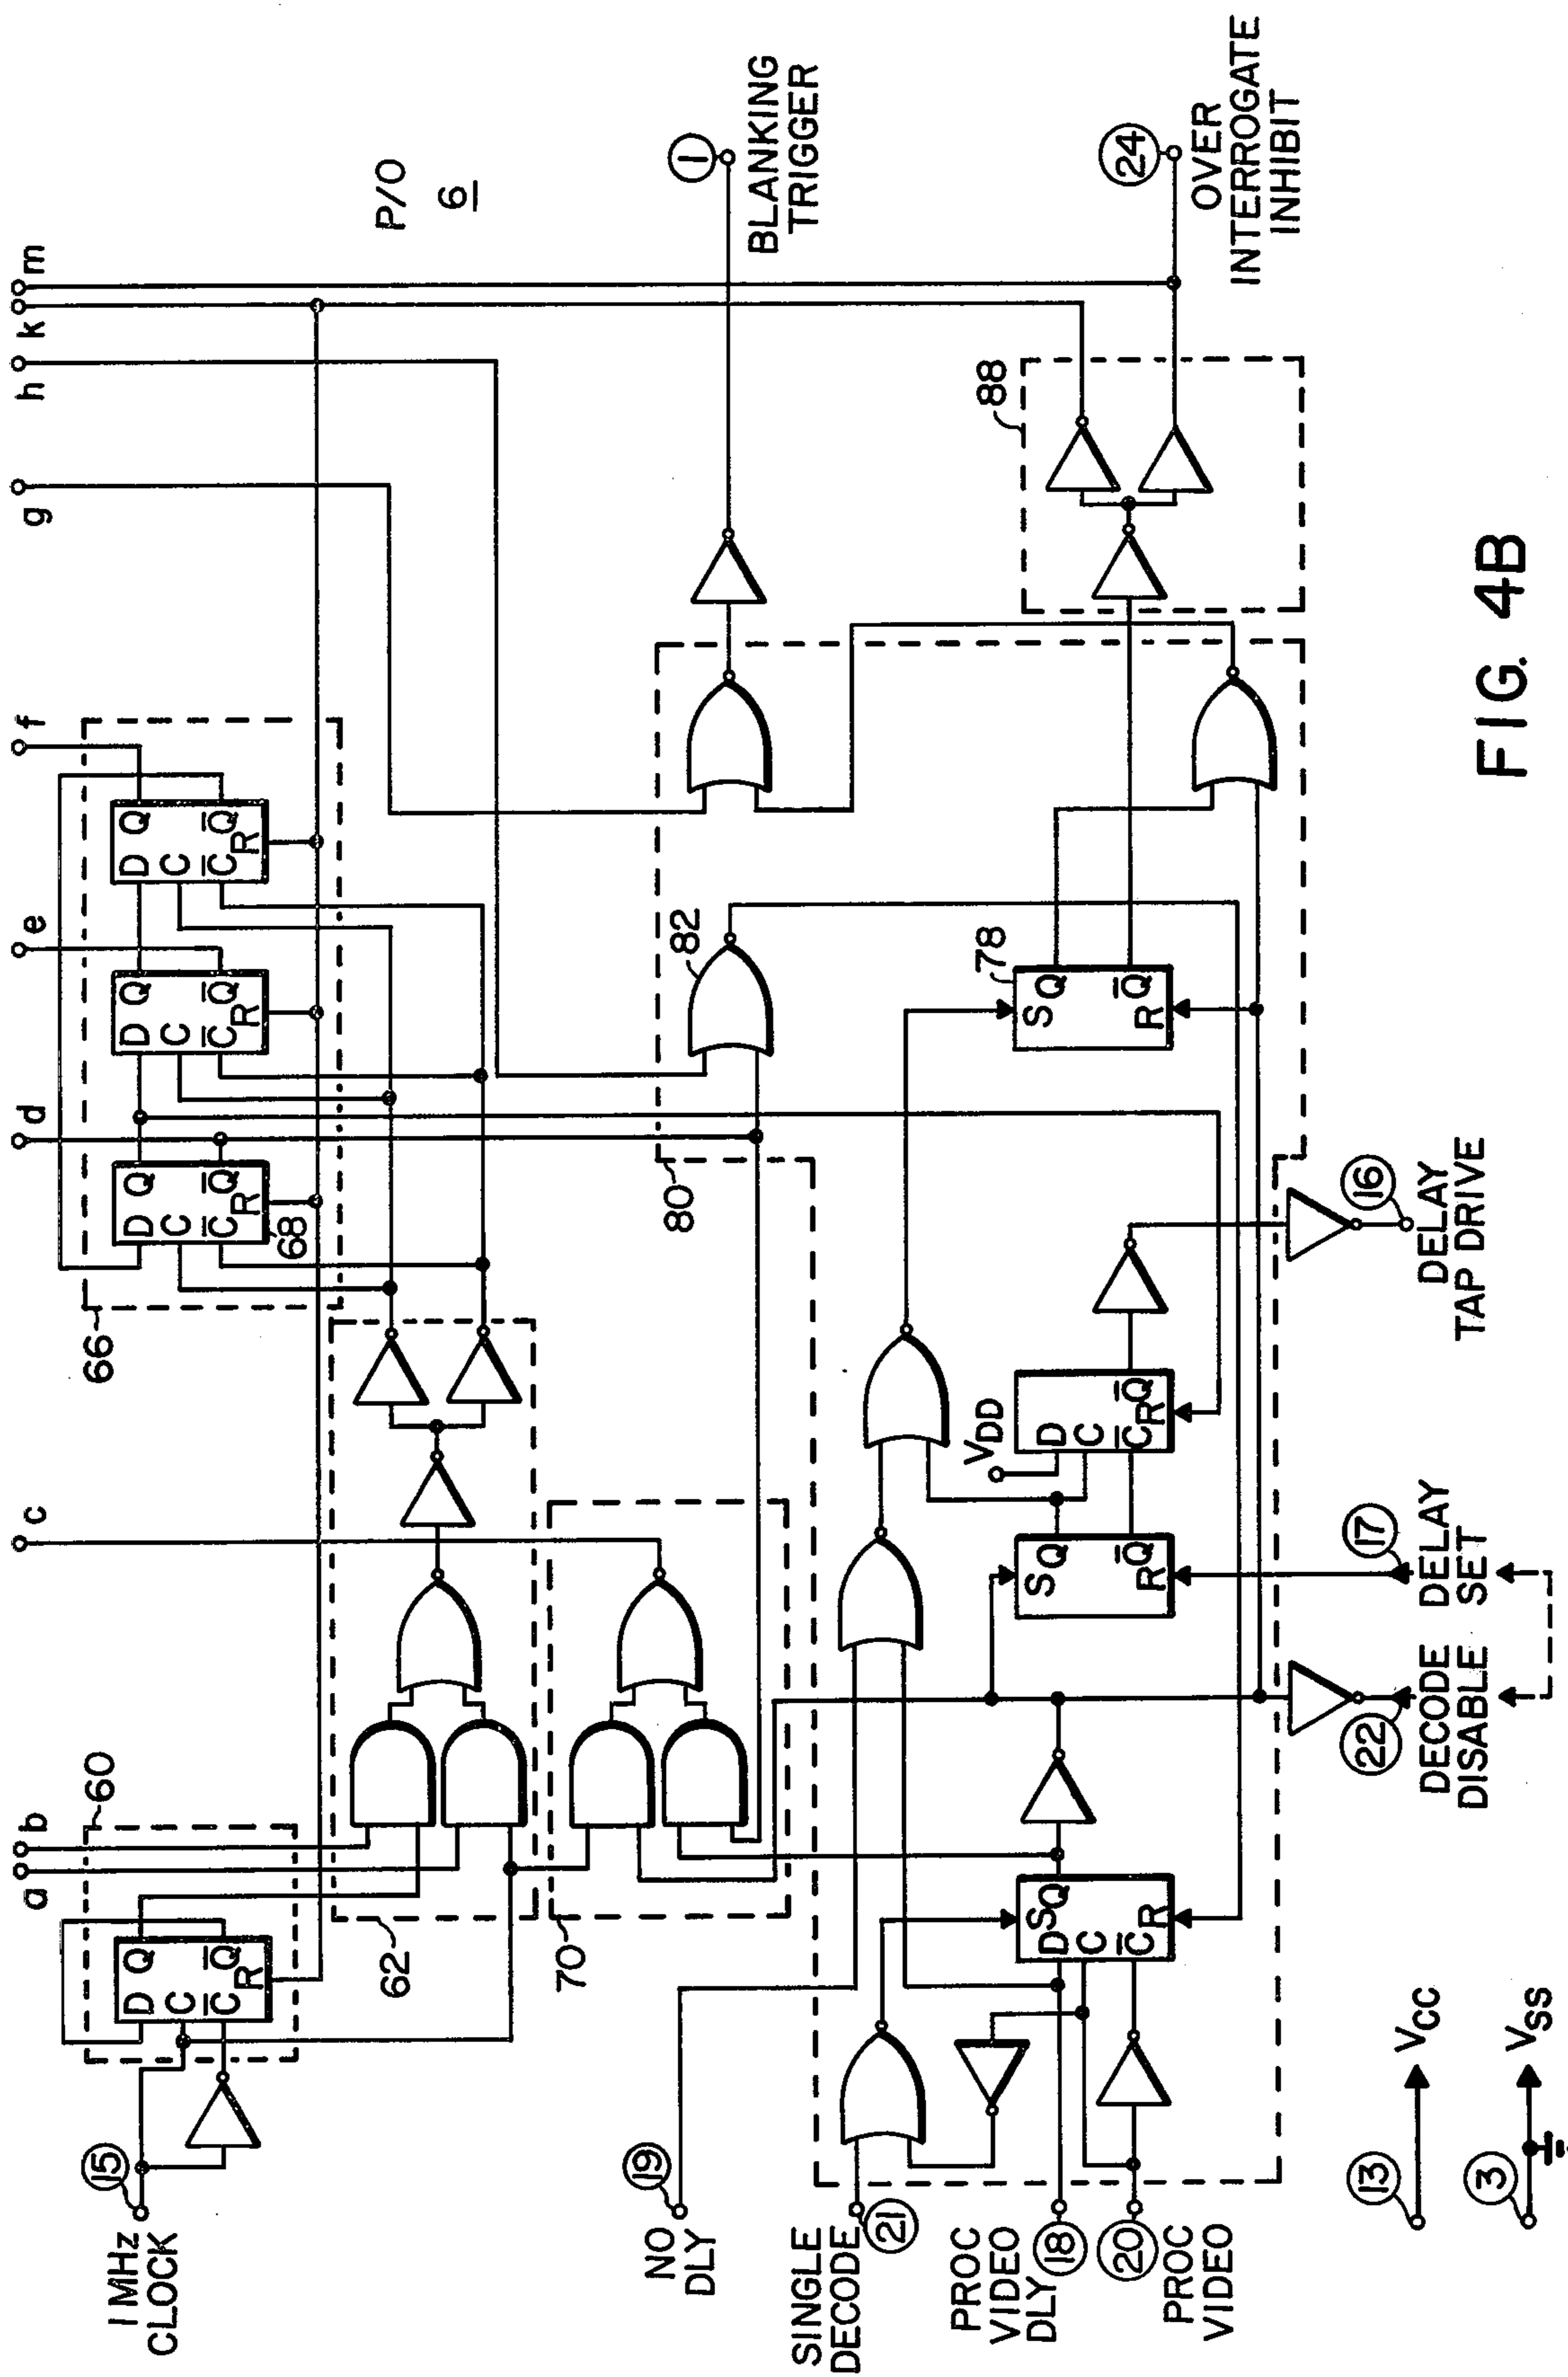 a
b
c
d
e
f
g
h
k
m
15
1 MHz
CLOCK
60
D Q
C
C̅ Q̅
R
62
66
D Q
C
C̅ Q̅
R
68
D Q
C
C̅ Q̅
R
D Q
C
C̅ Q̅
R
P/O
6
70
19
NO
DLY
80
82
1
BLANKING
TRIGGER
SINGLE
DECODE
21
PROC
VIDEO
DLY
18
20
PROC
VIDEO
S
D Q
C
C̅
R
S
Q
Q̅
R
VDD
D
C
C̅ Q̅
R
78
S
Q
Q̅
R
88
24
OVER
INTERROGATE
INHIBIT
22
DECODE
DISABLE
17
DELAY
SET
16
DELAY
TAP DRIVE
13
VCC
3
VSS
FIG. 4B